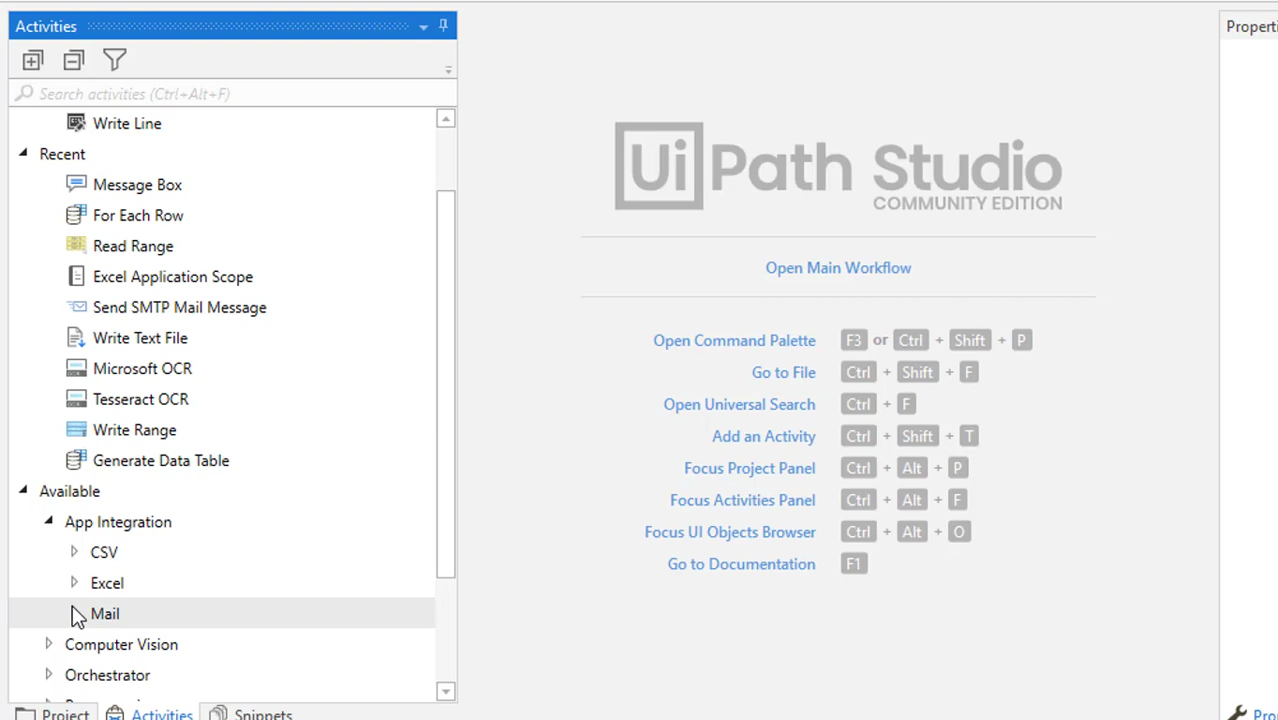 Activities
Search activities (Ctrl+Alt+F)
Write Line
Recent
Message Box
For Each Row
Read Range
Excel Application Scope
Send SMTP Mail Message
Write Text File
Microsoft OCR
Tesseract OCR
Write Range
Generate Data Table
Available
App Integration
CSV
Excel
Mail
Computer Vision
Orchestrator
Project
Activities
Snippets
UiPath Studio
COMMUNITY EDITION
Open Main Workflow
Open Command Palette F3 or Ctrl + Shift + P
Go to File Ctrl + Shift + F
Open Universal Search Ctrl + F
Add an Activity Ctrl + Shift + T
Focus Project Panel Ctrl + Alt + P
Focus Activities Panel Ctrl + Alt + F
Focus UI Objects Browser Ctrl + Alt + O
Go to Documentation F1
Properti
Pro